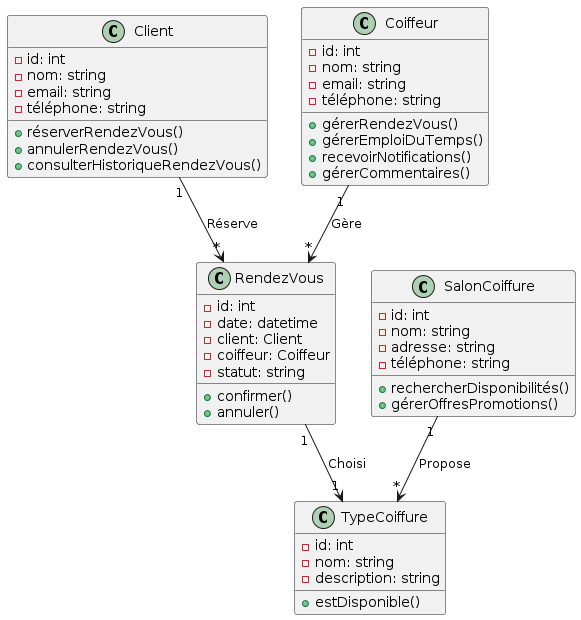 C Client
id: int
nom: string
email: string
téléphone: string
réserverRendezVous()
annulerRendezVous()
consulterHistoriqueRendezVous()
C Coiffeur
id: int
nom: string
email: string
téléphone: string
gérerRendezVous()
gérerEmploiDuTemps()
recevoirNotifications()
gérerCommentaires()
1
Réserve
*
1
Gère
*
C RendezVous
id: int
date: datetime
client: Client
coiffeur: Coiffeur
statut: string
confirmer()
annuler()
C SalonCoiffure
id: int
nom: string
adresse: string
téléphone: string
rechercherDisponibilités()
gérerOffresPromotions()
1
Choisi
1
1
Propose
*
C TypeCoiffure
id: int
nom: string
description: string
estDisponible()